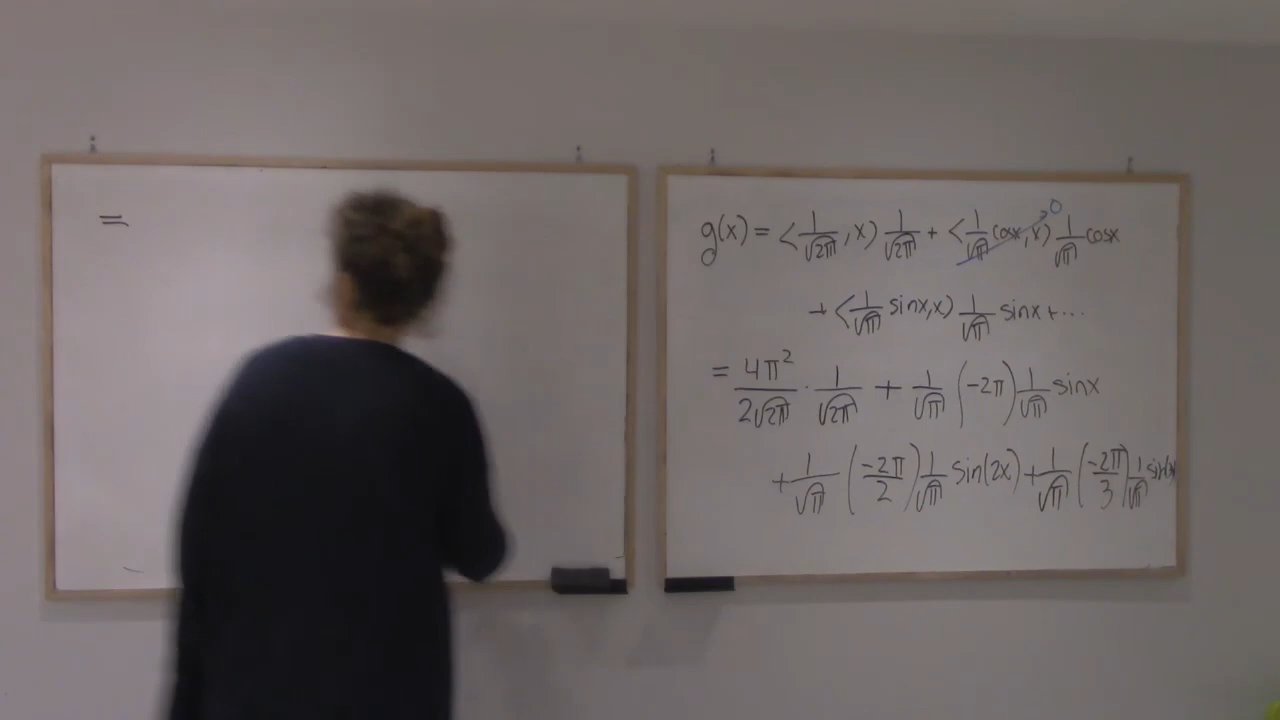 =
g(x) = <1/√2π, x> 1/√2π + <1/√π cosx, x>⁰ 1/√π cosx
+ <1/√π sinx, x> 1/√π sinx + ...
= 4π²/2√2π · 1/√2π + 1/√π (-2π) 1/√π sinx
+ 1/√π (-2π/2) 1/√π sin(2x) + 1/√π (-2π/3) 1/√π